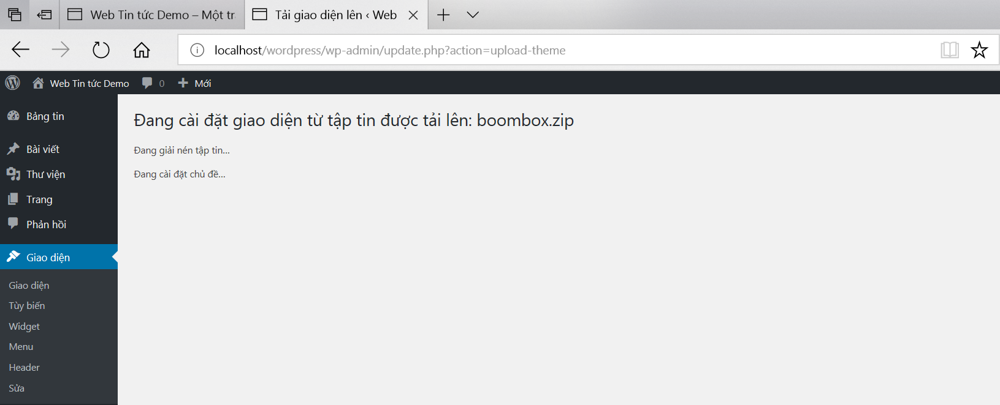 Web Tin tức Demo – Một tr
Tải giao diện lên ‹ Web
localhost/wordpress/wp-admin/update.php?action=upload-theme
Web Tin tức Demo 0 Mới
Bảng tin
Bài viết
Thư viện
Trang
Phản hồi
Giao diện
Giao diện
Tùy biến
Widget
Menu
Header
Sửa
Đang cài đặt giao diện từ tập tin được tải lên: boombox.zip
Đang giải nén tập tin...
Đang cài đặt chủ đề...